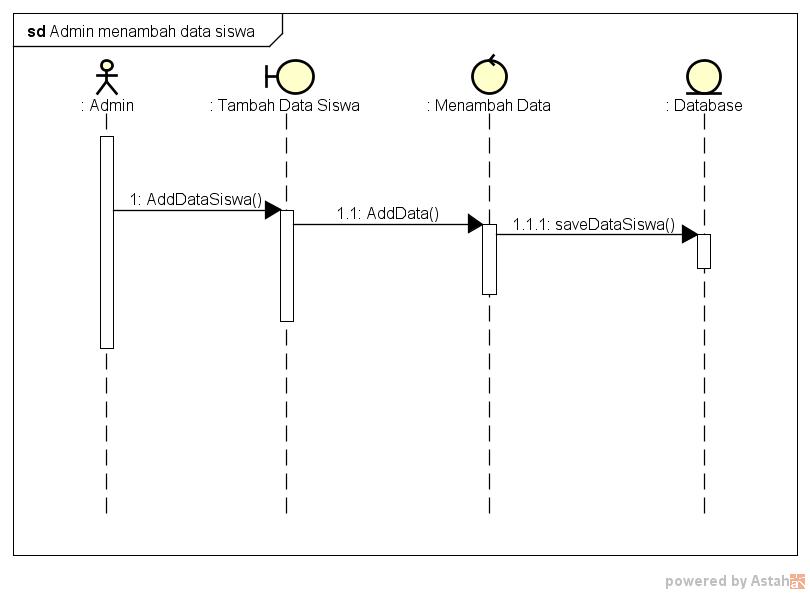 sd Admin menambah data siswa
: Admin
: Tambah Data Siswa
: Menambah Data
: Database
1: AddDataSiswa()
1.1: AddData()
1.1.1: saveDataSiswa()
powered by Astah